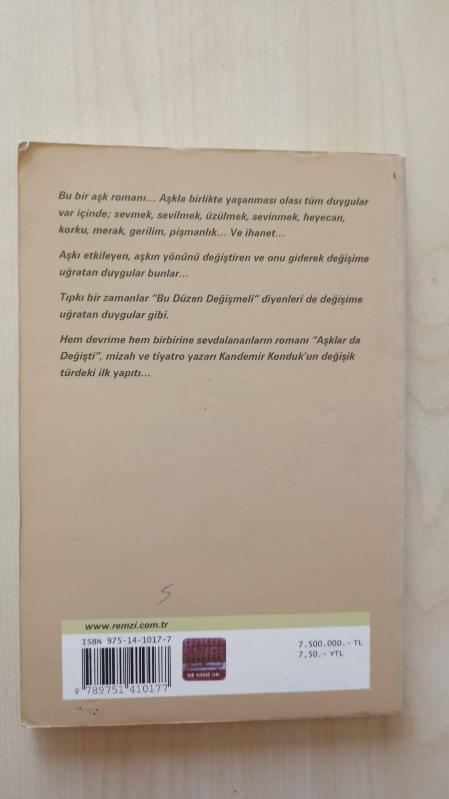 Bu bir aşk romanı... Aşkla birlikte yaşanması olası tüm duygular
var içinde; sevmek, sevilmek, üzülmek, sevinmek, heyecan,
korku, merak, gerilim, pişmanlık... Ve ihanet...
Aşkı etkileyen, aşkın yönünü değiştiren ve onu giderek değişime
uğratan duygular bunlar...
Tıpkı bir zamanlar “Bu Düzen Değişmeli” diyenleri de değişime
uğratan duygular gibi.
Hem devrime hem birbirine sevdalananların romanı “Aşklar da
Değişti”, mizah ve tiyatro yazarı Kandemir Konduk’un değişik
türdeki ilk yapıtı...
5
www.remzi.com.tr
ISBN 975-14-1017-7
9 789751 410177
7.500.000.- TL
7,50.- YTL